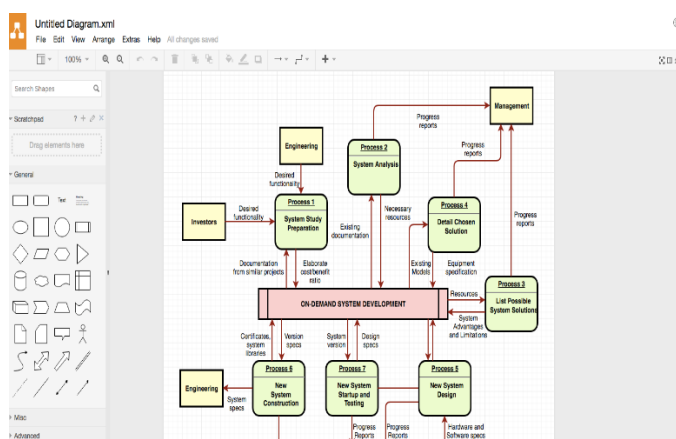 Untitled Diagram.xml
File Edit View Arrange Extras Help All changes saved
100%
Search Shapes
Scratchpad ?
Drag elements here
General
Text
Misc
Advanced
Management
Progress
reports
Engineering
Process 2
System Analysis
Progress
reports
Desired
functionality
Process 1
System Study
Preparation
Investors
Desired
functionality
Necessary
resources
Existing
documentation
Process 4
Detail Chosen
Solution
Progress
reports
Documentation
from similar projects
Elaborate
cost/benefit
ratio
Existing
Models
Equipment
specification
Process 3
List Possible
System Solutions
ON-DEMAND SYSTEM DEVELOPMENT
Resources
System
Advantages
and Limitations
Certificates,
system
libraries
Version
specs
System
version
Design
specs
Process 6
New
System
Construction
Process 7
New System
Startup and
Testing
Process 5
New System
Design
Engineering
System
specs
Progress
Reports
Progress
Reports
Hardware and
Software specs